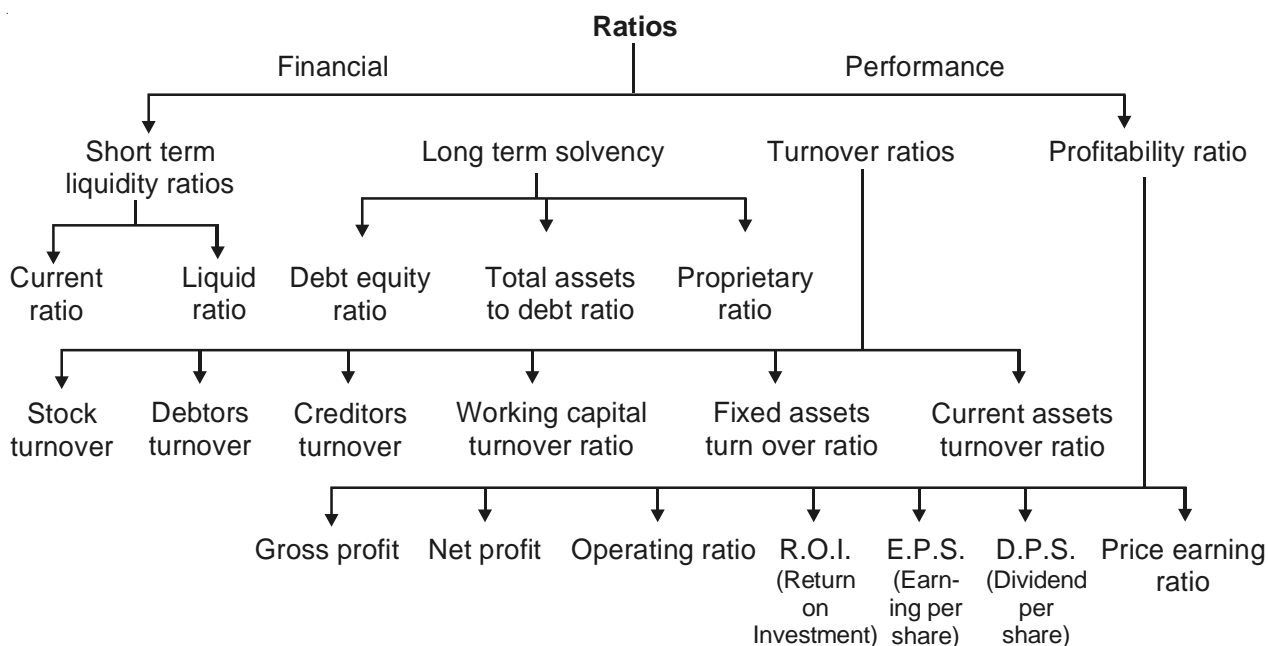 Ratios
Financial
Performance
Short term
liquidity ratios
Long term solvency
Turnover ratios
Profitability ratio
Current
ratio
Liquid
ratio
Debt equity
ratio
Total assets
to debt ratio
Proprietary
ratio
Stock
turnover
Debtors
turnover
Creditors
turnover
Working capital
turnover ratio
Fixed assets
turn over ratio
Current assets
turnover ratio
Gross profit
Net profit
Operating ratio
R.O.I.
(Return
on
Investment)
E.P.S.
(Earn-
ing per
share)
D.P.S.
(Dividend
per
share)
Price earning
ratio